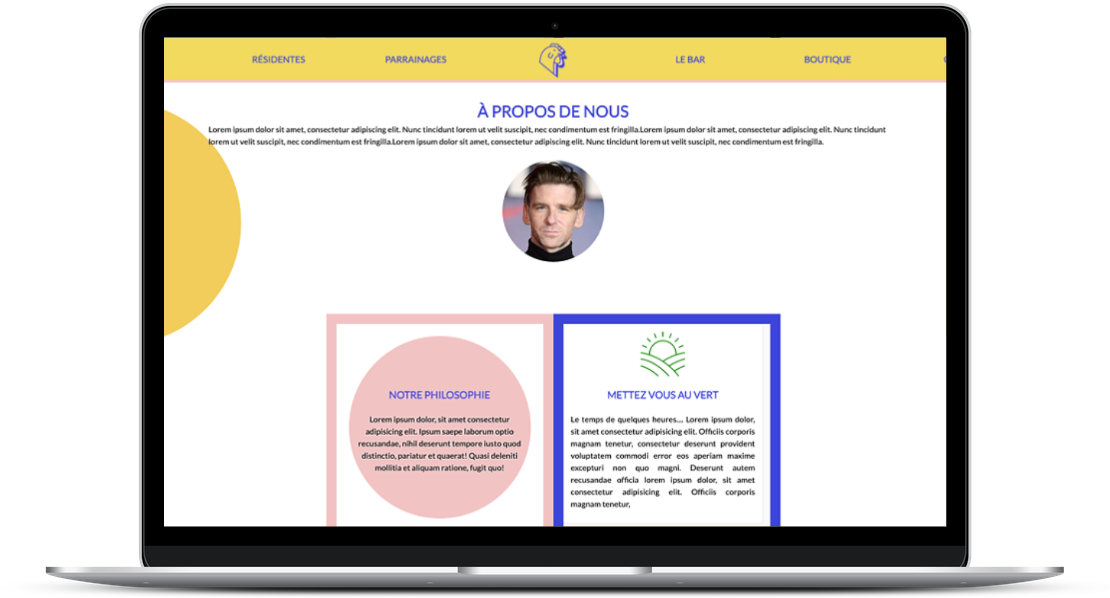 RÉSIDENTES PARRAINAGES LE BAR BOUTIQUE
À PROPOS DE NOUS
Lorem ipsum dolor sit amet, consectetur adipiscing elit. Nunc tincidunt lorem ut velit suscipit, nec condimentum est fringilla.Lorem ipsum dolor sit amet, consectetur adipiscing elit. Nunc tincidunt
lorem ut velit suscipit, nec condimentum est fringilla.Lorem ipsum dolor sit amet, consectetur adipiscing elit. Nunc tincidunt lorem ut velit suscipit, nec condimentum est fringilla.
NOTRE PHILOSOPHIE
Lorem ipsum dolor, sit amet consectetur
adipisicing elit. Ipsum saepe laborum optio
recusandae, nihil deserunt tempore iusto quod
distinctio, pariatur et quaerat! Quasi deleniti
mollitia et aliquam ratione, fugit quo!
METTEZ VOUS AU VERT
Le temps de quelques heures... Lorem ipsum dolor,
sit amet consectetur adipisicing elit. Officiis corporis
magnam tenetur, consectetur deserunt provident
voluptatem commodi error eos aperiam maxime
excepturi non quo magni. Deserunt autem
recusandae officia lorem ipsum dolor, sit amet
consectetur adipisicing elit. Officiis corporis
magnam tenetur,